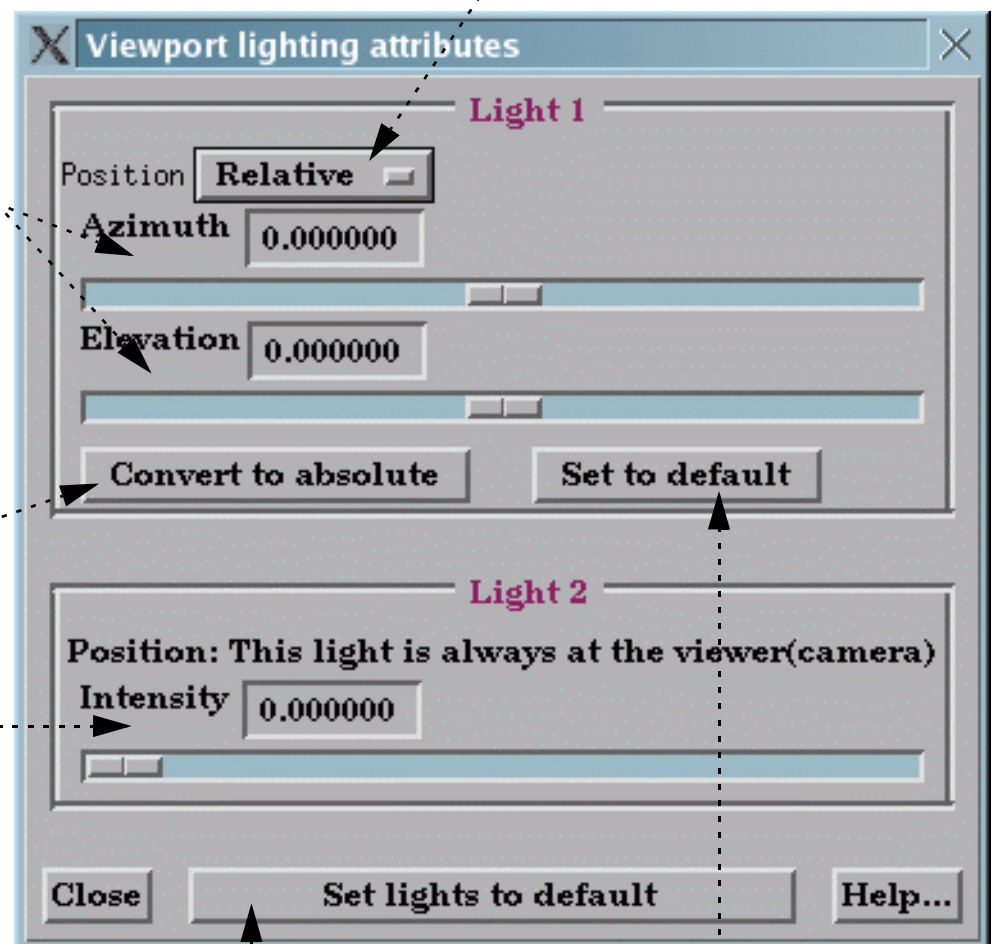 Viewport lighting attributes
Light 1
Position Relative
Azimuth 0.000000
Elevation 0.000000
Convert to absolute Set to default
Light 2
Position: This light is always at the viewer(camera)
Intensity 0.000000
Close Set lights to default Help...